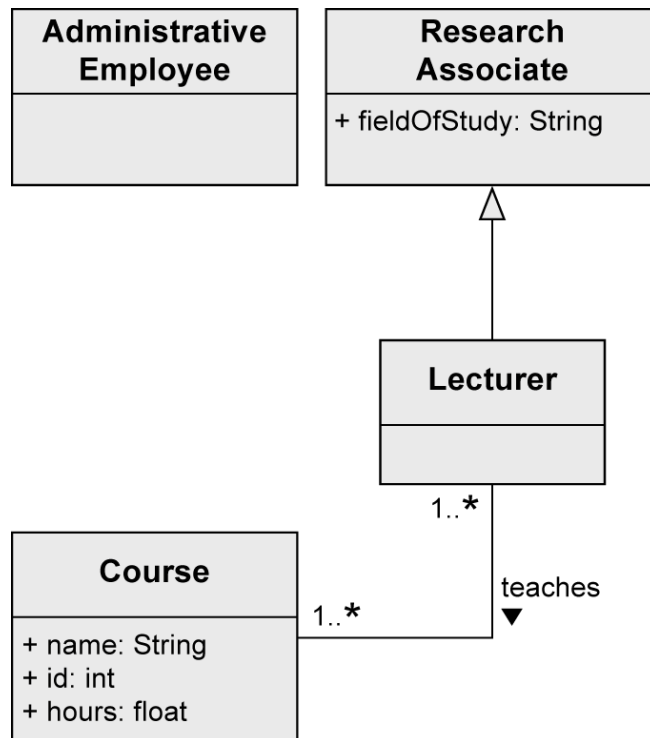 Administrative
Employee
Research
Associate
+ fieldOfStudy: String
Lecturer
1..*
teaches
1..*
Course
+ name: String
+ id: int
+ hours: float